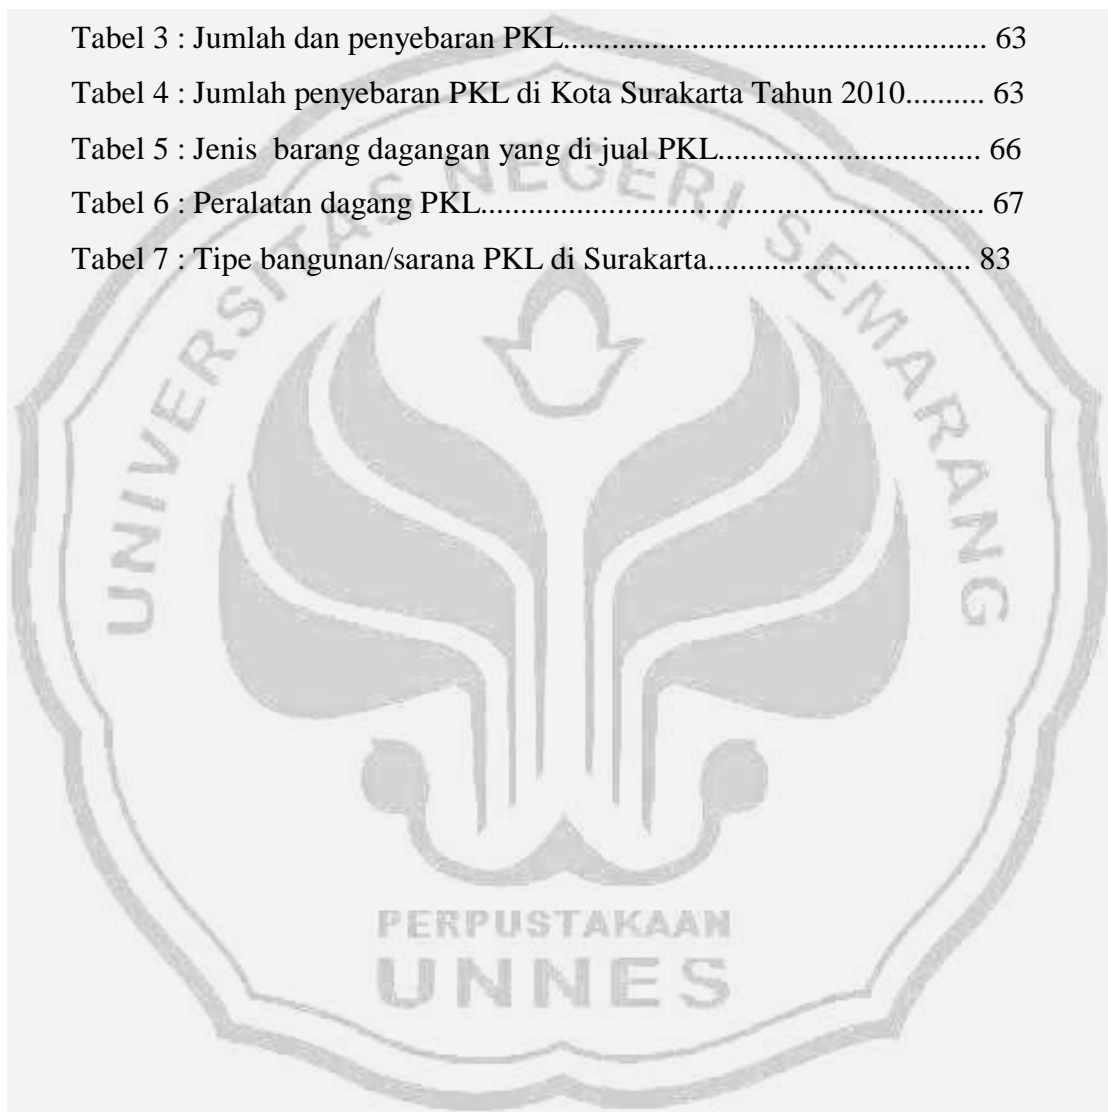 Tabel 3 : Jumlah dan penyebaran PKL..................................................... 63
Tabel 4 : Jumlah penyebaran PKL di Kota Surakarta Tahun 2010.......... 63
Tabel 5 : Jenis  barang dagangan yang di jual PKL................................. 66
Tabel 6 : Peralatan dagang PKL............................................................... 67
Tabel 7 : Tipe bangunan/sarana PKL di Surakarta................................. 83
UNIVERSITAS NEGERI SEMARANG
PERPUSTAKAAN
UNNES